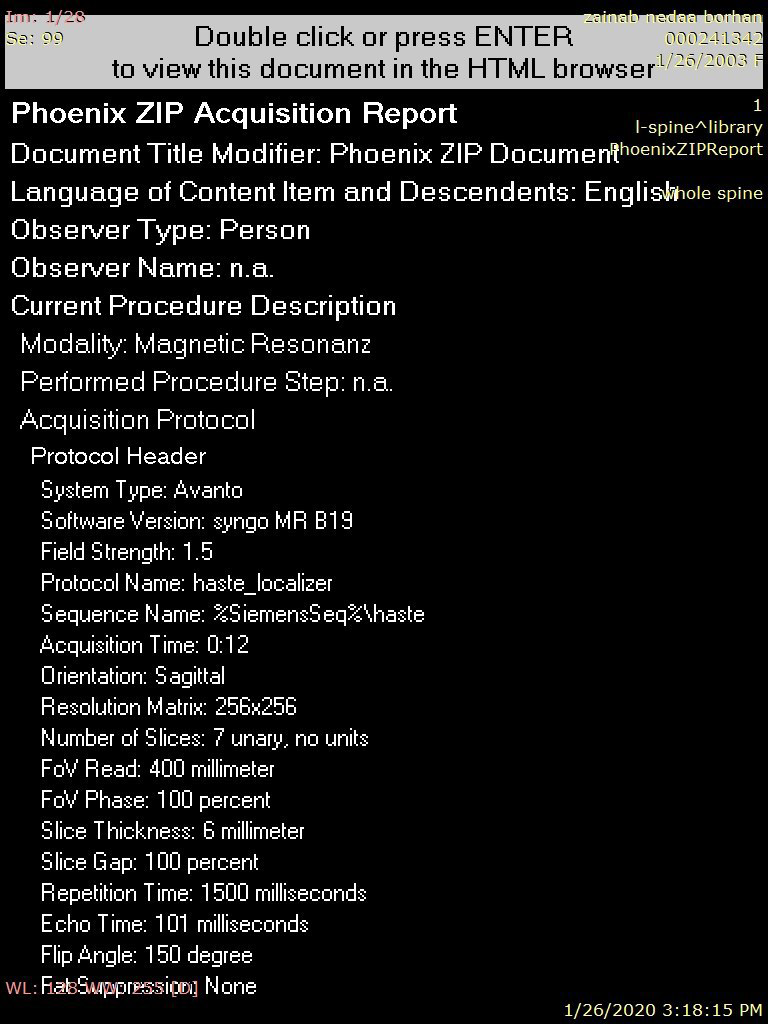 Im: 1/28
Se: 99
zainab nedaa borhan
000241342
1/26/2003 F
Double click or press ENTER
to view this document in the HTML browser
1
l-spine^library
PhoenixZIPReport
whole spine
Phoenix ZIP Acquisition Report
Document Title Modifier: Phoenix ZIP Document
Language of Content Item and Descendents: English
Observer Type: Person
Observer Name: n.a.
Current Procedure Description
Modality: Magnetic Resonanz
Performed Procedure Step: n.a.
Acquisition Protocol
Protocol Header
System Type: Avanto
Software Version: syngo MR B19
Field Strength: 1.5
Protocol Name: haste_localizer
Sequence Name: %SiemensSeq%\haste
Acquisition Time: 0:12
Orientation: Sagittal
Resolution Matrix: 256x256
Number of Slices: 7 unary, no units
FoV Read: 400 millimeter
FoV Phase: 100 percent
Slice Thickness: 6 millimeter
Slice Gap: 100 percent
Repetition Time: 1500 milliseconds
Echo Time: 101 milliseconds
Flip Angle: 150 degree
Fat Suppression: None
WL: 128 WW: 255 [D]
1/26/2020 3:18:15 PM